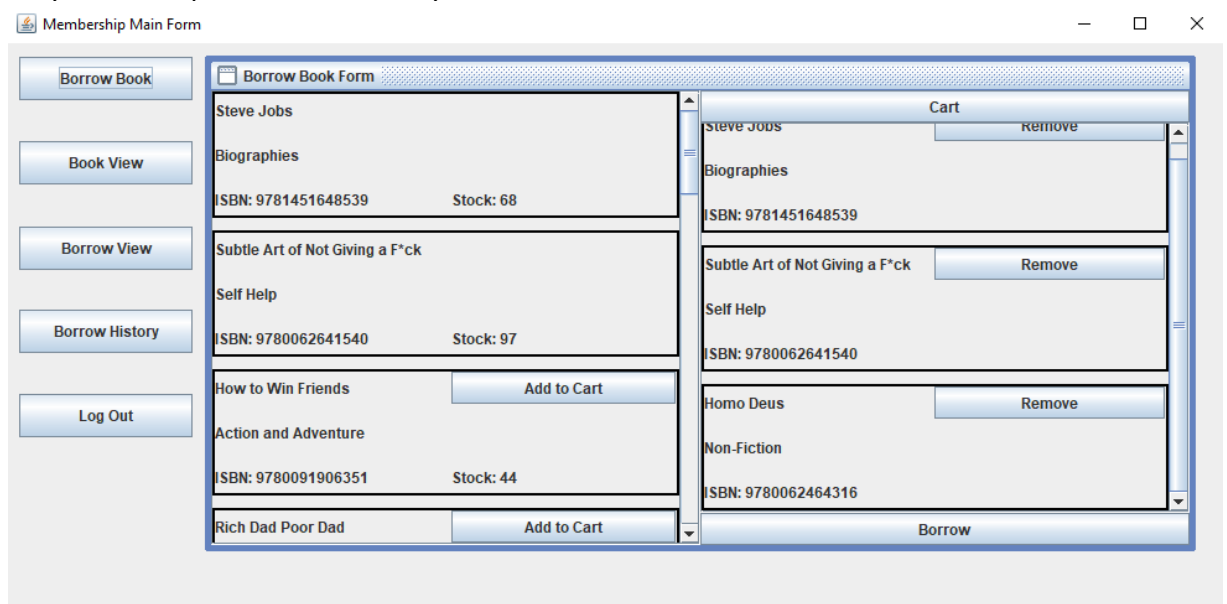 Membership Main Form
Borrow Book
Book View
Borrow View
Borrow History
Log Out
Borrow Book Form
Steve Jobs
Biographies
ISBN: 9781451648539 Stock: 68
Subtle Art of Not Giving a F*ck
Self Help
ISBN: 9780062641540 Stock: 97
How to Win Friends Add to Cart
Action and Adventure
ISBN: 9780091906351 Stock: 44
Rich Dad Poor Dad Add to Cart
Cart
Steve Jobs Remove
Biographies
ISBN: 9781451648539
Subtle Art of Not Giving a F*ck Remove
Self Help
ISBN: 9780062641540
Homo Deus Remove
Non-Fiction
ISBN: 9780062464316
Borrow